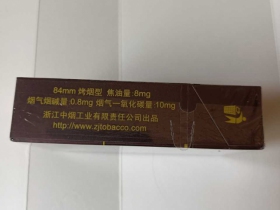 84mm 烤烟型 焦油量 8mg
烟气烟碱量 0.8mg 烟气一氧化碳量 10mg
浙江中烟工业有限责任公司出品
http://www.zjtobacco.com